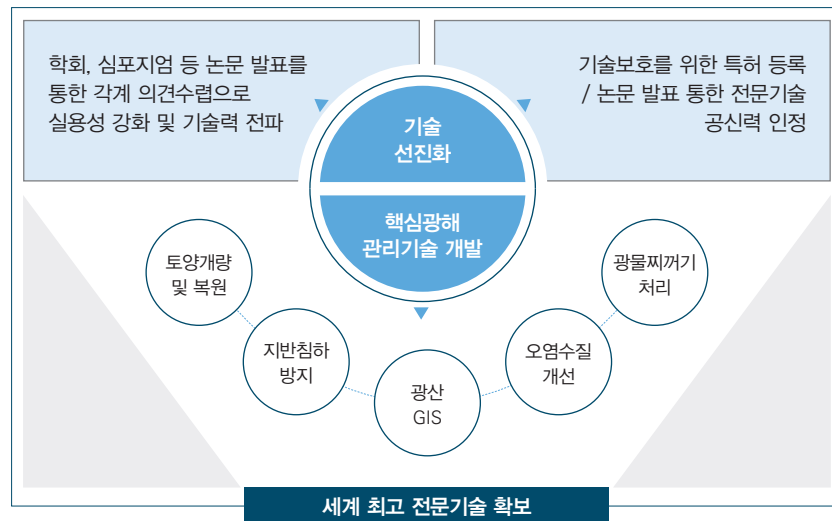 학회, 심포지엄 등 논문 발표를
통한 각계 의견수렵으로
실용성 강화 및 기술력 전파
기술보호를 위한 특허 등록
/ 논문 발표 통한 전문기술
공신력 인정
기술
선진화
핵심광해
관리기술 개발
토양개량
및 복원
지반침하
방지
광산
GIS
오염수질
개선
광물찌꺼기
처리
세계 최고 전문기술 확보